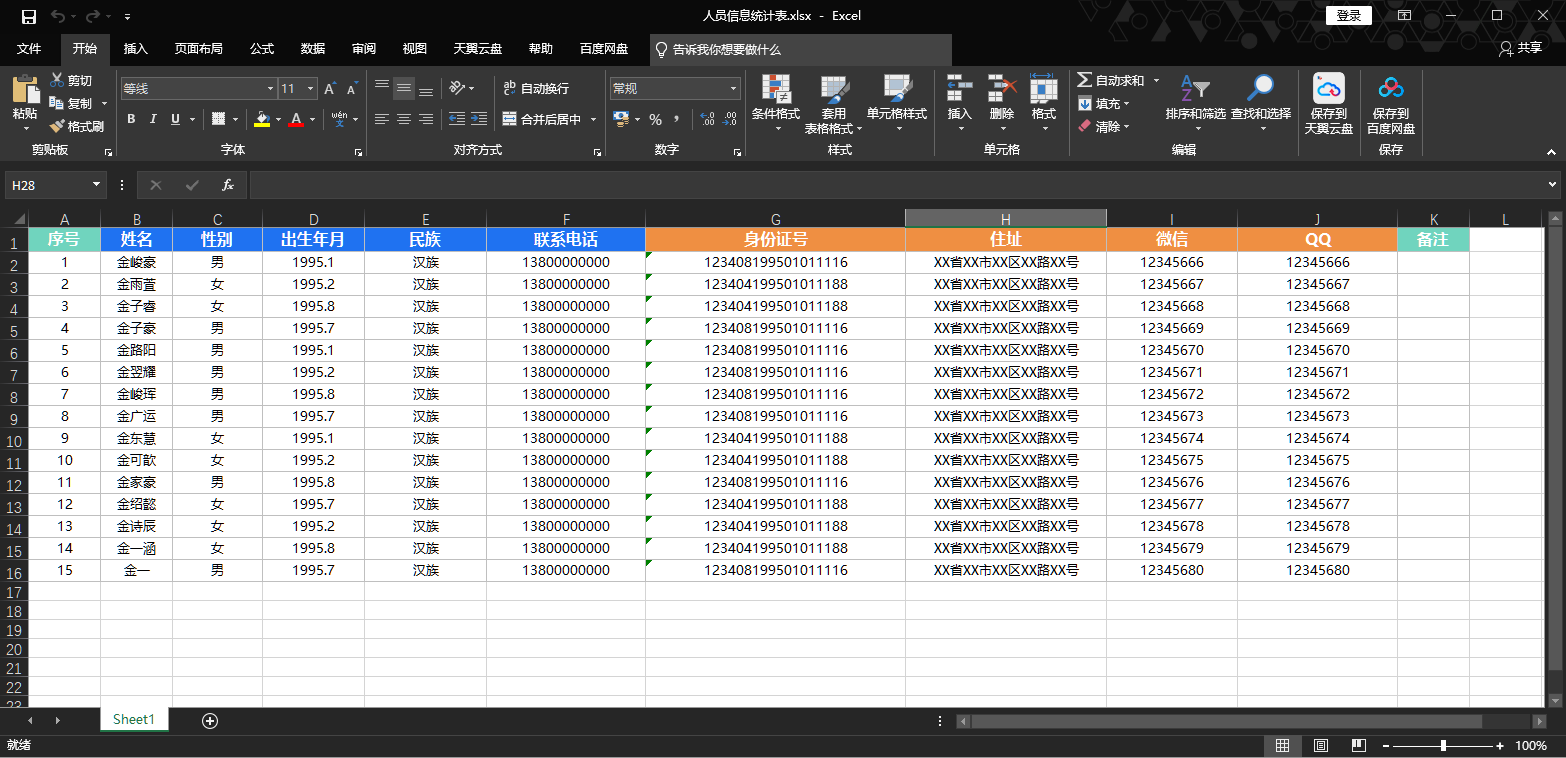 人员信息统计表.xlsx - Excel
登录
文件 开始 插入 页面布局 公式 数据 审阅 视图 天翼云盘 帮助 百度网盘 告诉我你想要做什么 共享
粘贴 剪切 复制 格式刷 剪贴板
等线 11 A A B I U A wén 文 字体
ab 自动换行 合并后居中 对齐方式
常规 % , .00 .00 数字
条件格式 套用 表格格式 单元格样式 样式
插入 删除 格式 单元格
自动求和 填充 清除 排序和筛选 查找和选择 编辑
保存到 天翼云盘
保存到 百度网盘 保存
H28 fx
A B C D E F G H I J K L
1 序号 姓名 性别 出生年月 民族 联系电话 身份证号 住址 微信 QQ 备注
2 1 金峻豪 男 1995.1 汉族 13800000000 123408199501011116 XX省XX市XX区XX路XX号 12345666 12345666
3 2 金雨萱 女 1995.2 汉族 13800000000 123404199501011188 XX省XX市XX区XX路XX号 12345667 12345667
4 3 金子睿 女 1995.8 汉族 13800000000 123404199501011188 XX省XX市XX区XX路XX号 12345668 12345668
5 4 金子豪 男 1995.7 汉族 13800000000 123408199501011116 XX省XX市XX区XX路XX号 12345669 12345669
6 5 金路阳 男 1995.1 汉族 13800000000 123408199501011116 XX省XX市XX区XX路XX号 12345670 12345670
7 6 金翌耀 男 1995.2 汉族 13800000000 123408199501011116 XX省XX市XX区XX路XX号 12345671 12345671
8 7 金峻珲 男 1995.8 汉族 13800000000 123408199501011116 XX省XX市XX区XX路XX号 12345672 12345672
9 8 金广运 男 1995.7 汉族 13800000000 123408199501011116 XX省XX市XX区XX路XX号 12345673 12345673
10 9 金东慧 女 1995.1 汉族 13800000000 123404199501011188 XX省XX市XX区XX路XX号 12345674 12345674
11 10 金可歆 女 1995.2 汉族 13800000000 123404199501011188 XX省XX市XX区XX路XX号 12345675 12345675
12 11 金家豪 男 1995.8 汉族 13800000000 123408199501011116 XX省XX市XX区XX路XX号 12345676 12345676
13 12 金绍懿 女 1995.7 汉族 13800000000 123404199501011188 XX省XX市XX区XX路XX号 12345677 12345677
14 13 金诗辰 女 1995.2 汉族 13800000000 123404199501011188 XX省XX市XX区XX路XX号 12345678 12345678
15 14 金一涵 女 1995.8 汉族 13800000000 123404199501011188 XX省XX市XX区XX路XX号 12345679 12345679
16 15 金一 男 1995.7 汉族 13800000000 123408199501011116 XX省XX市XX区XX路XX号 12345680 12345680
17
18
19
20
21
22
23
Sheet1
就绪 100%